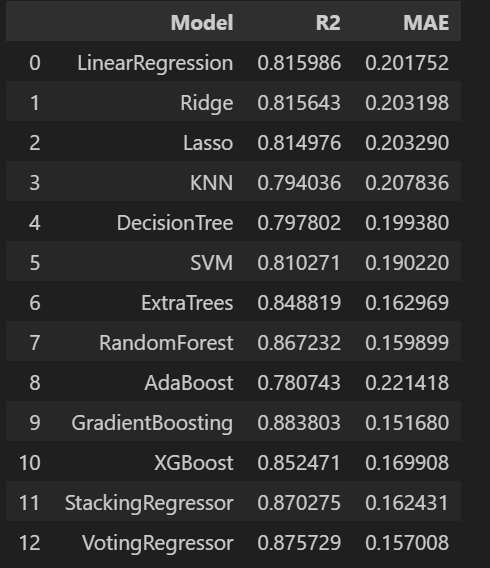 Model R2 MAE
0 LinearRegression 0.815986 0.201752
1 Ridge 0.815643 0.203198
2 Lasso 0.814976 0.203290
3 KNN 0.794036 0.207836
4 DecisionTree 0.797802 0.199380
5 SVM 0.810271 0.190220
6 ExtraTrees 0.848819 0.162969
7 RandomForest 0.867232 0.159899
8 AdaBoost 0.780743 0.221418
9 GradientBoosting 0.883803 0.151680
10 XGBoost 0.852471 0.169908
11 StackingRegressor 0.870275 0.162431
12 VotingRegressor 0.875729 0.157008